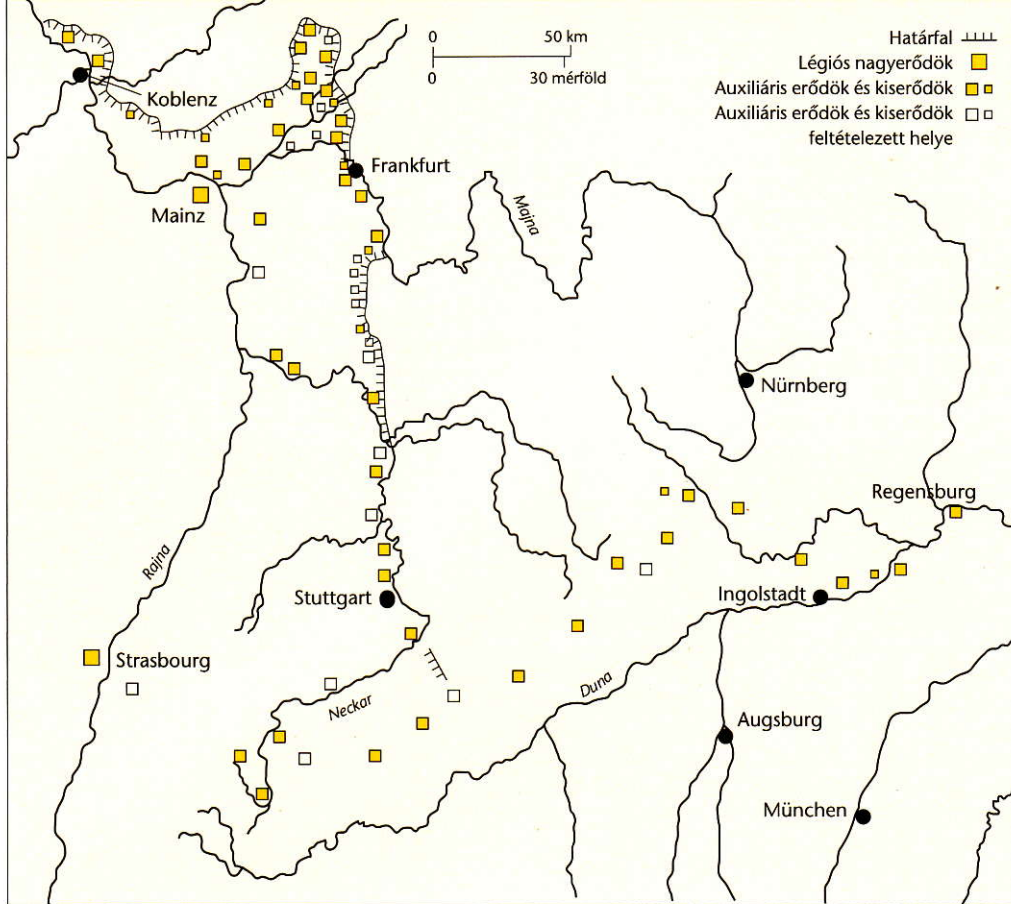 0 50 km
0 30 mérföld
Határfal
Légiós nagyerődök
Auxiliáris erődök és kiserődök
Auxiliáris erődök és kiserődök
feltételezett helye
Koblenz
Frankfurt
Mainz
Majna
Nürnberg
Regensburg
Rajna
Stuttgart
Ingolstadt
Strasbourg
Neckar
Duna
Augsburg
München